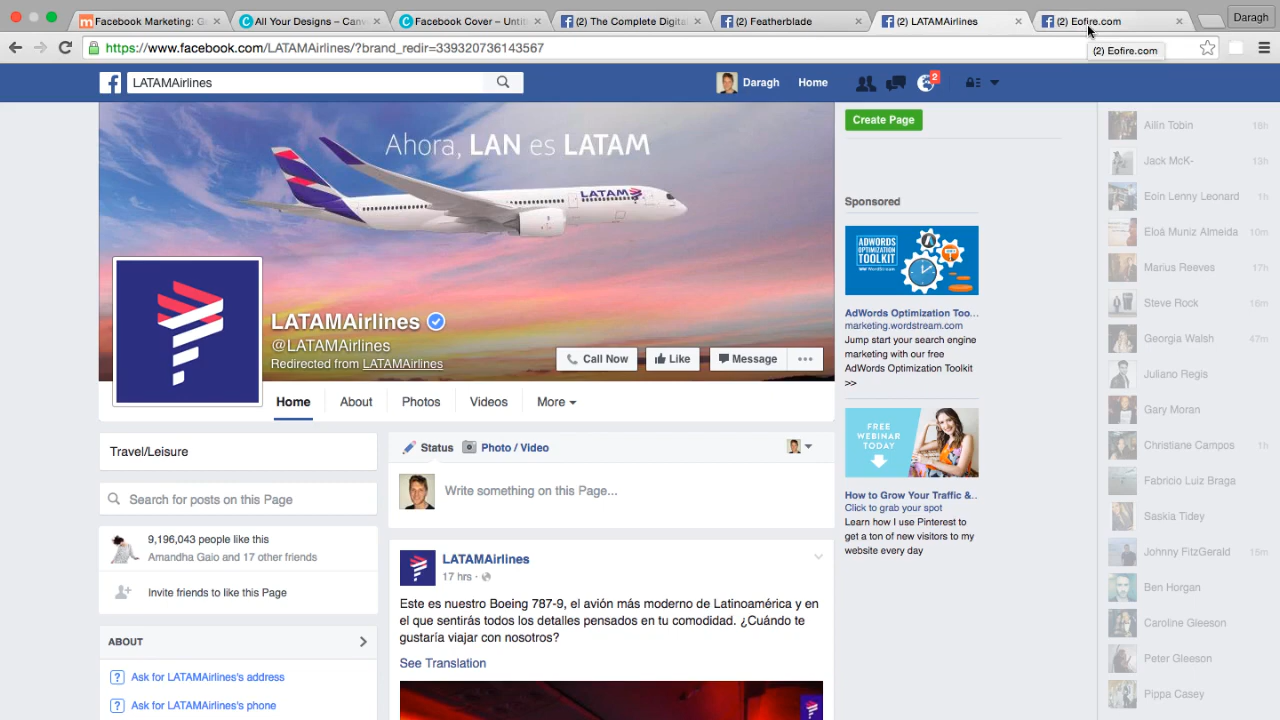 Facebook Marketing: G
All Your Designs – Canv
Facebook Cover – Untitl
(2) The Complete Digital
(2) Featherblade
(2) LATAMAirlines
(2) Eofire.com
Daragh
https://www.facebook.com/LATAMAirlines/?brand_redir=339320736143567
(2) Eofire.com
LATAMAirlines
Daragh
Home
2
Create Page
Ahora, LAN es LATAM
LATAM
LATAMAirlines
@LATAMAirlines
Redirected from LATAMAirlines
Call Now
Like
Message
Home
About
Photos
Videos
More
Travel/Leisure
Search for posts on this Page
9,196,043 people like this
Amandha Gaio and 17 other friends
Invite friends to like this Page
ABOUT
Ask for LATAMAirlines's address
Ask for LATAMAirlines's phone
Status
Photo / Video
Write something on this Page...
LATAMAirlines
17 hrs ·
Este es nuestro Boeing 787-9, el avión más moderno de Latinoamérica y en
el que sentirás todos los detalles pensados en tu comodidad. ¿Cuándo te
gustaría viajar con nosotros?
See Translation
Sponsored
ADWORDS
OPTIMIZATION
TOOLKIT
WordStream
AdWords Optimization Too...
marketing.wordstream.com
Jump start your search engine
marketing with our free
AdWords Optimization Toolkit
>>
FREE
WEBINAR
TODAY
How to Grow Your Traffic &..
Click to grab your spot
Learn how I use Pinterest to
get a ton of new visitors to my
website every day
Ailín Tobin 18h
Jack McK- 13h
Eoin Lenny Leonard 1h
Eloá Muniz Almeida 10m
Marius Reeves 17h
Steve Rock 16m
Georgia Walsh 47m
Juliano Regis
Gary Moran
Christiane Campos 1h
Fabricio Luiz Braga
Saskia Tidey
Johnny FitzGerald 15m
Ben Horgan
Caroline Gleeson
Peter Gleeson
Pippa Casey